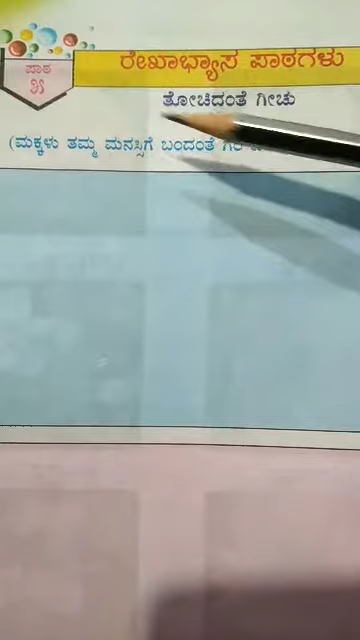 ರೇಖಾಭ್ಯಾಸ ಪಾಠಗಳು
ಪಾಠ
ತೋಚಿದಂತೆ ಗೀಚು
(ಮಕ್ಕಳು ತಮ್ಮ ಮನಸ್ಸಿಗೆ ಬಂದಂತೆ